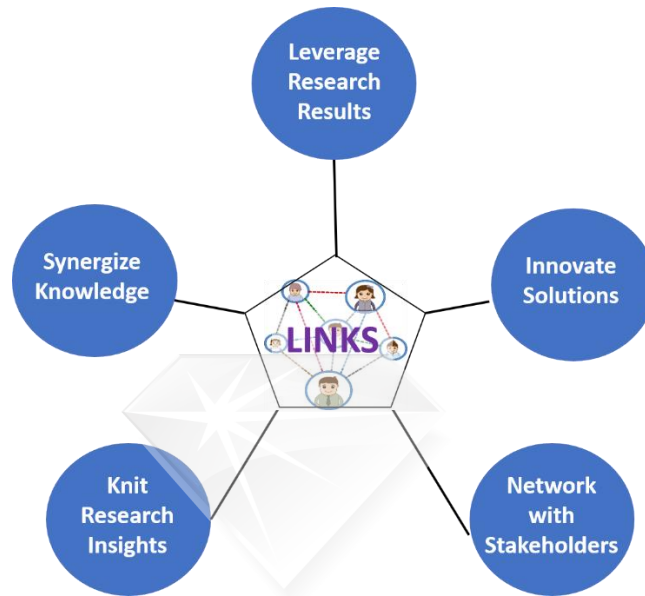 Leverage
Research
Results
Synergize
Knowledge
Innovate
Solutions
LINKS
Knit
Research
Insights
Network
with
Stakeholders